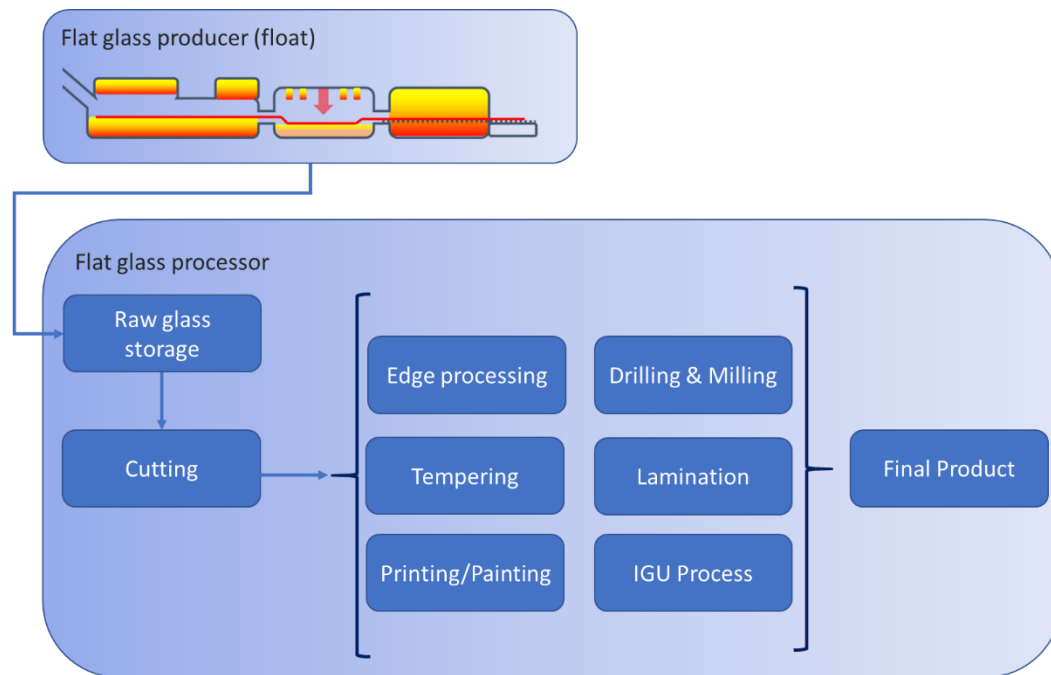 Flat glass producer (float)
Flat glass processor
Raw glass
storage
Cutting
Edge processing
Drilling & Milling
Tempering
Lamination
Printing/Painting
IGU Process
Final Product